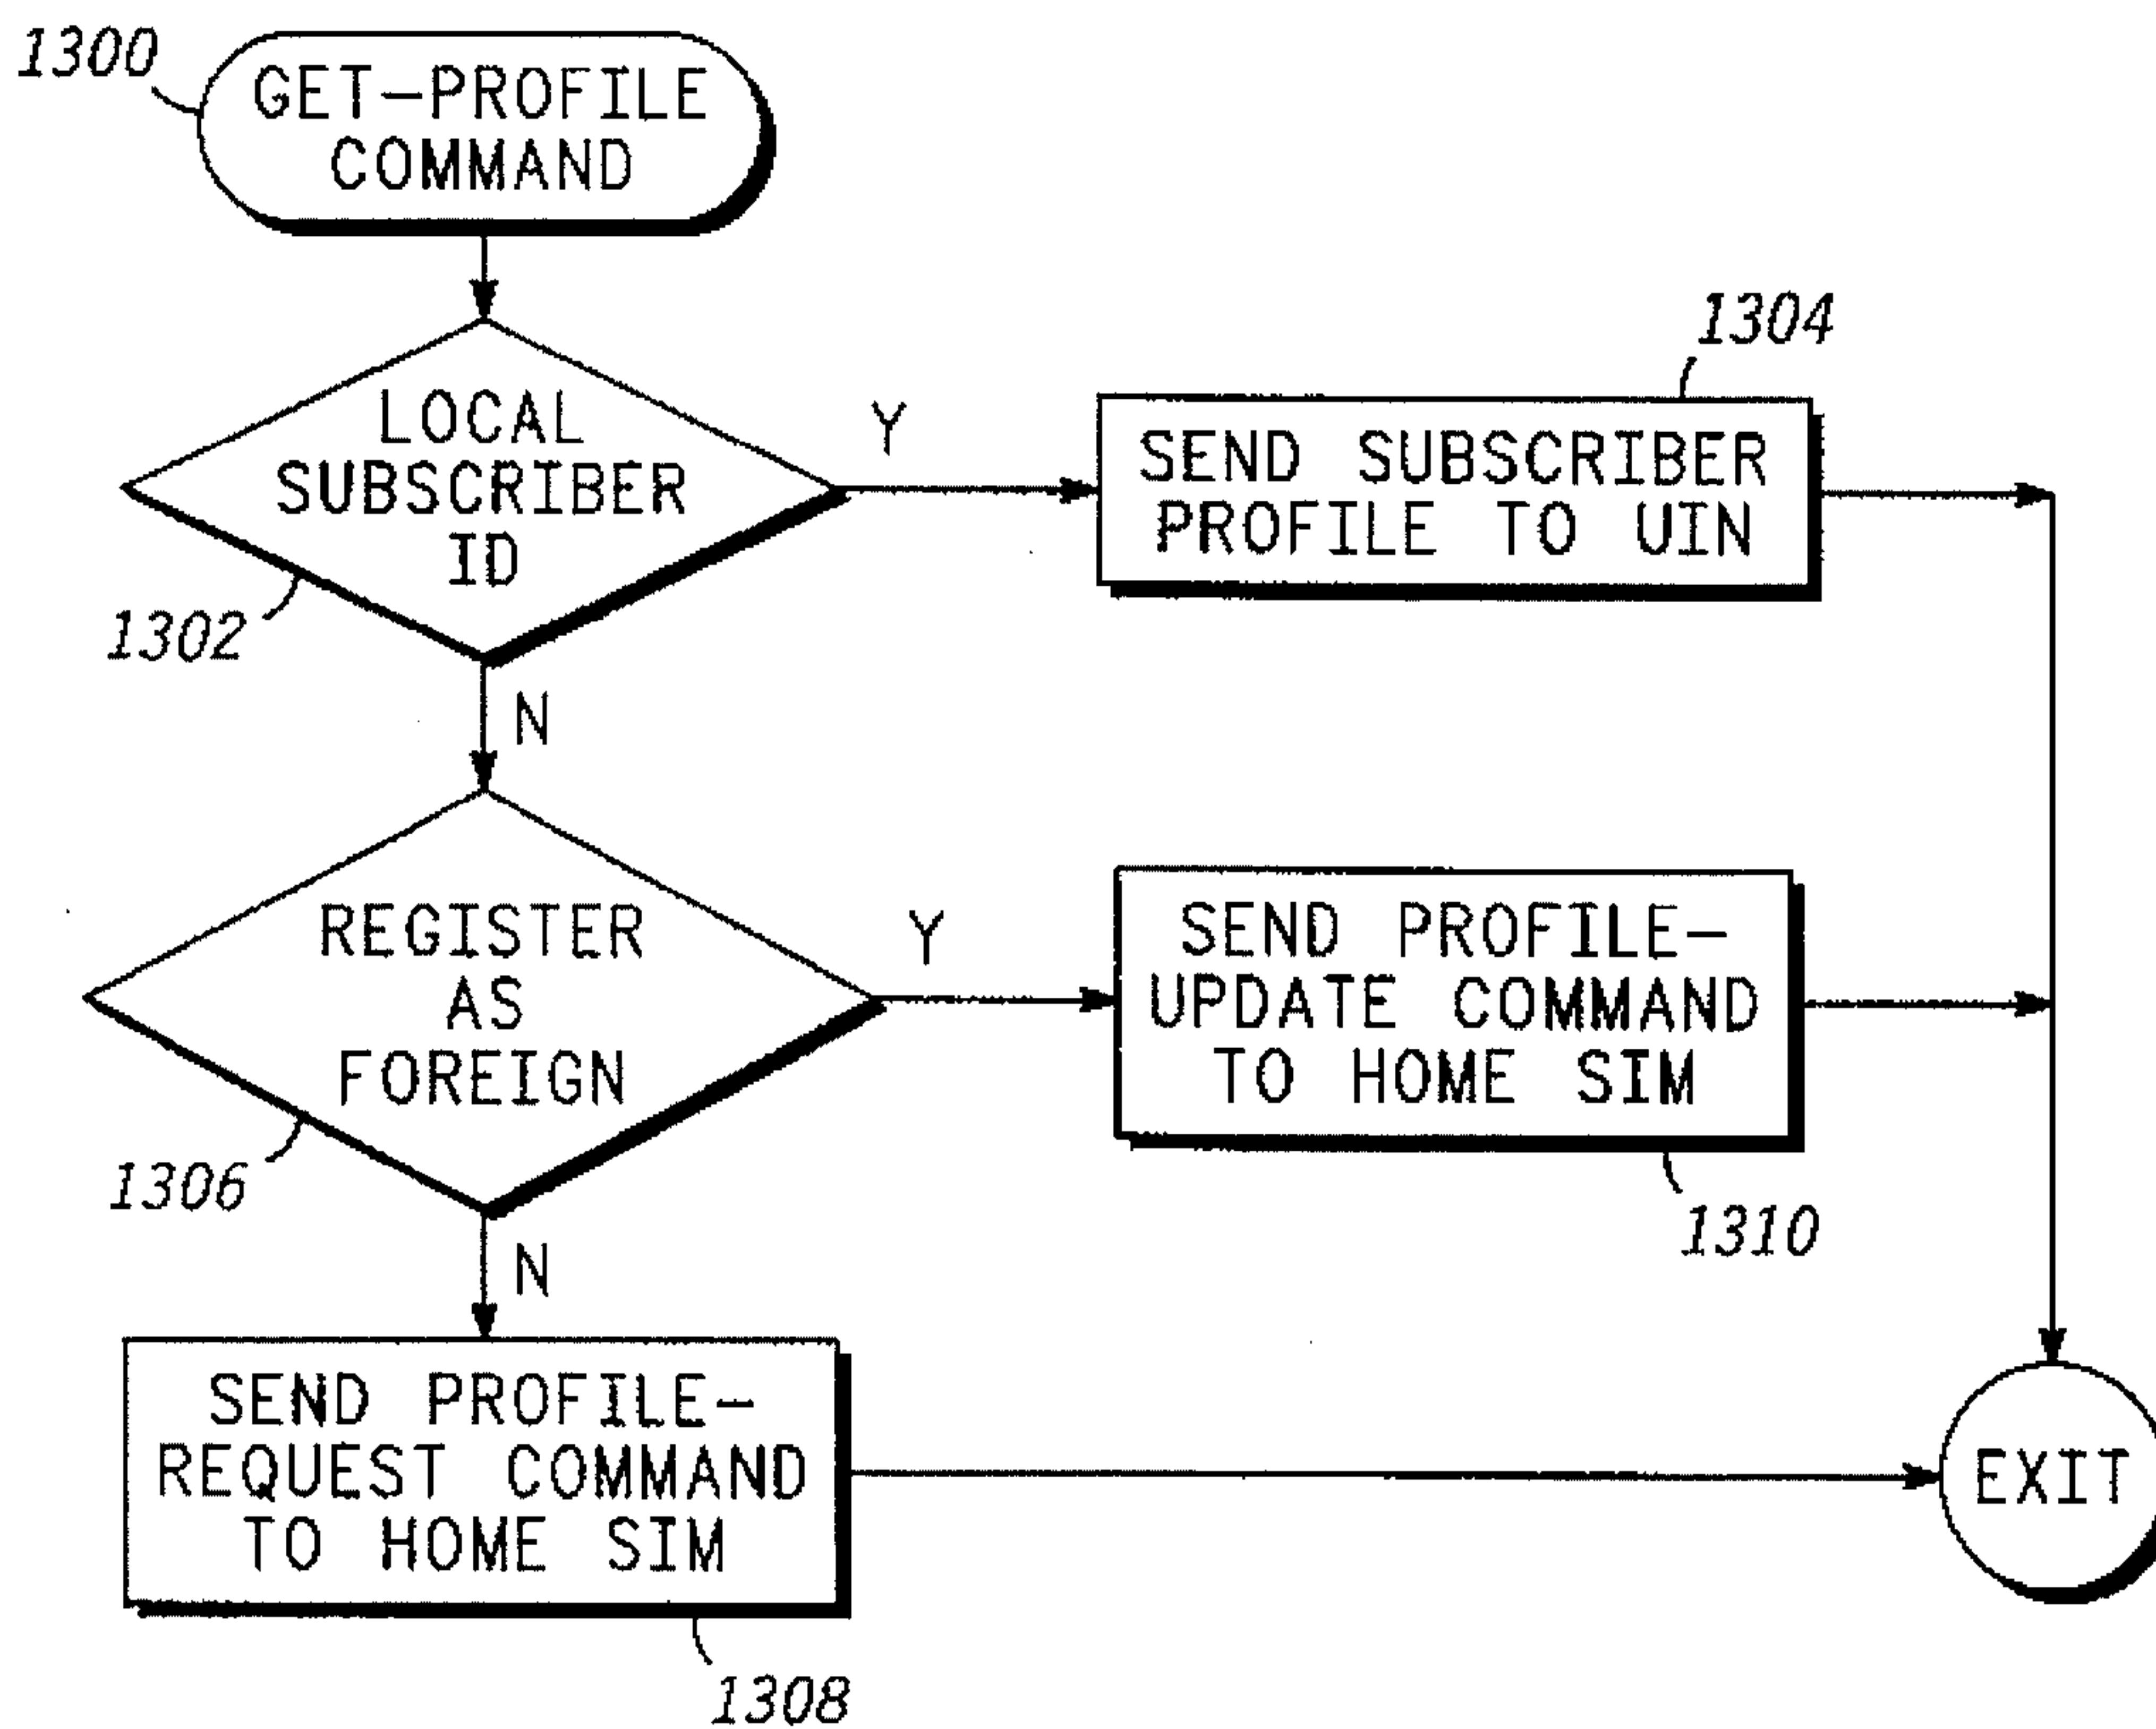 1300
GET-PROFILE
COMMAND
1304
LOCAL
SUBSCRIBER
ID
Y
SEND SUBSCRIBER
PROFILE TO UIN
1302
N
REGISTER
AS
FOREIGN
Y
SEND PROFILE-
UPDATE COMMAND
TO HOME SIM
1306
1310
N
SEND PROFILE-
REQUEST COMMAND
TO HOME SIM
EXIT
1308